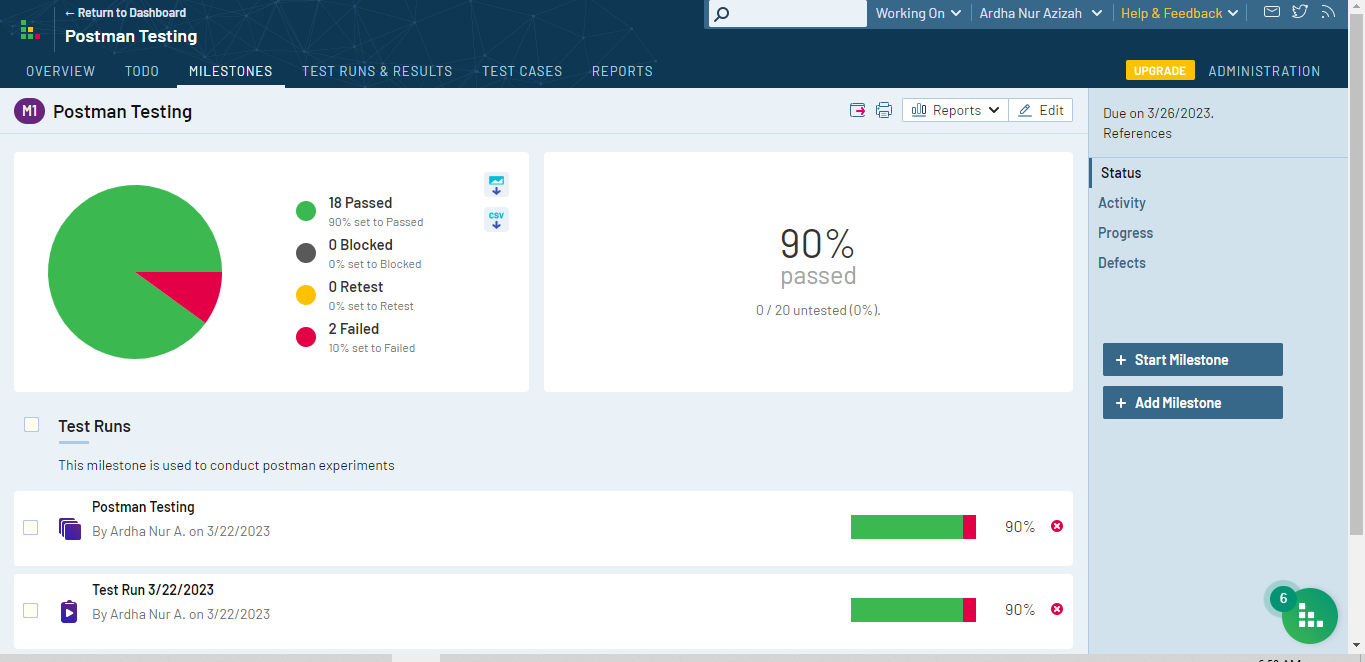 ← Return to Dashboard
Postman Testing
Working On
Ardha Nur Azizah
Help & Feedback
OVERVIEW
TODO
MILESTONES
TEST RUNS & RESULTS
TEST CASES
REPORTS
UPGRADE
ADMINISTRATION
M1 Postman Testing
Reports
Edit
18 Passed
90% set to Passed
0 Blocked
0% set to Blocked
0 Retest
0% set to Retest
2 Failed
10% set to Failed
CSV
90%
passed
0 / 20 untested (0%).
Test Runs
This milestone is used to conduct postman experiments
Postman Testing
By Ardha Nur A. on 3/22/2023
90%
Test Run 3/22/2023
By Ardha Nur A. on 3/22/2023
90%
Due on 3/26/2023.
References
Status
Activity
Progress
Defects
+ Start Milestone
+ Add Milestone
6